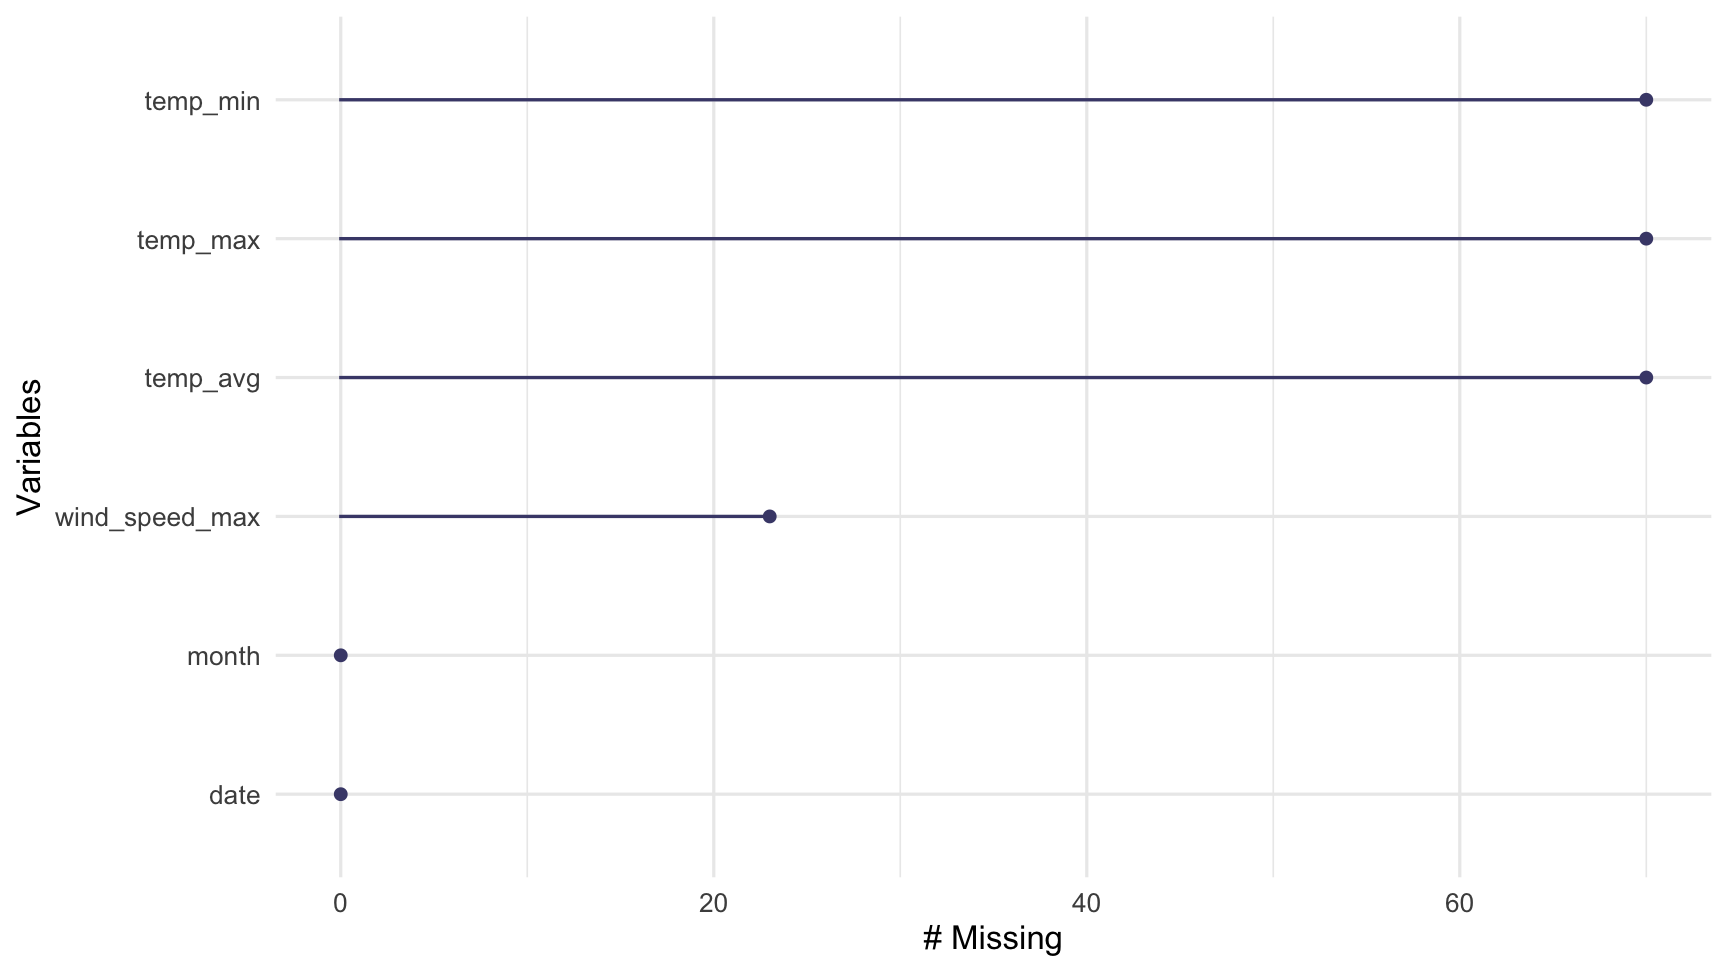 temp_min
temp_max
temp_avg
wind_speed_max
month
date
Variables
0 20 40 60
# Missing